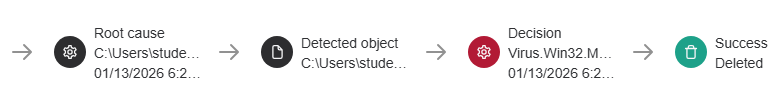 Root cause
C:\Users\stude...
01/13/2026 6:2...
Detected object
C:\Users\stude...
Decision
Virus.Win32.M...
01/13/2026 6:2...
Success
Deleted